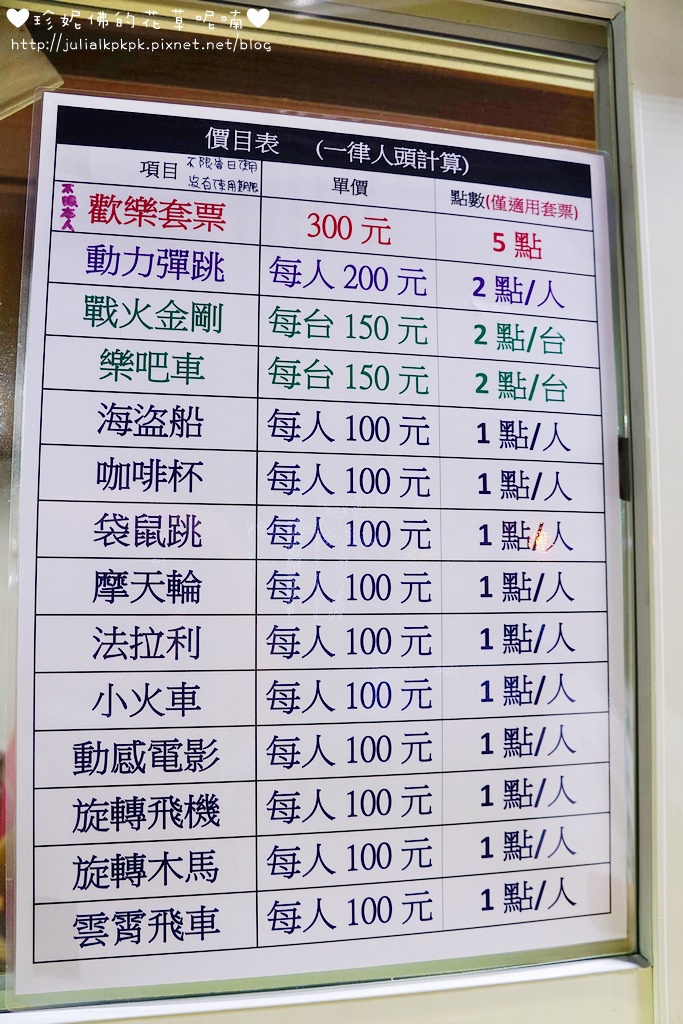 ♥珍妮佛的花草呢喃♥
http://julialkpkpk.pixnet.net/blog
價目表 (一律人頭計算)
項目 不限當日使用 沒有使用期限 單價 點數(僅適用套票)
不限本人 歡樂套票 300 元 5 點
動力彈跳 每人 200 元 2 點/人
戰火金剛 每台 150 元 2 點/台
樂吧車 每台 150 元 2 點/台
海盜船 每人 100 元 1 點/人
咖啡杯 每人 100 元 1 點/人
袋鼠跳 每人 100 元 1 點/人
摩天輪 每人 100 元 1 點/人
法拉利 每人 100 元 1 點/人
小火車 每人 100 元 1 點/人
動感電影 每人 100 元 1 點/人
旋轉飛機 每人 100 元 1 點/人
旋轉木馬 每人 100 元 1 點/人
雲霄飛車 每人 100 元 1 點/人